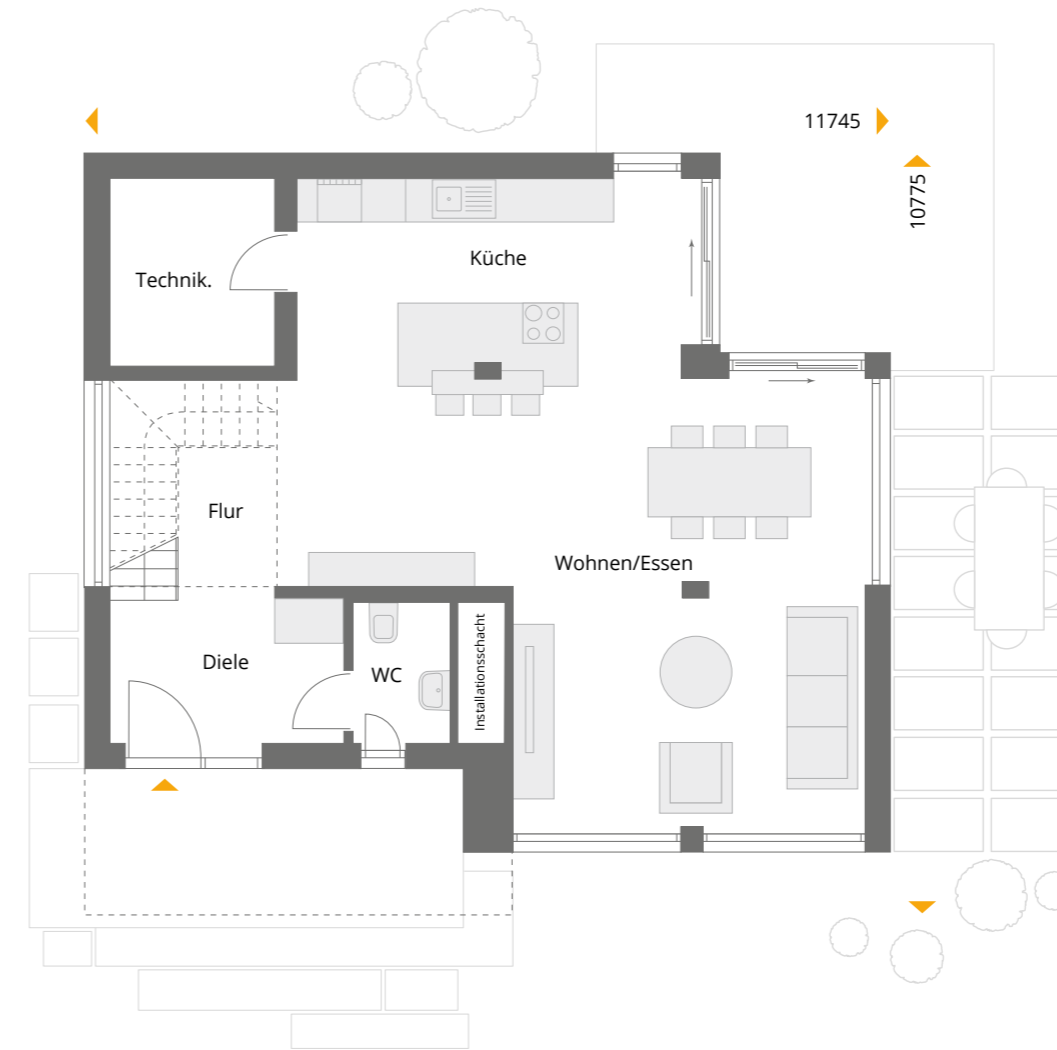 11745
10775
Küche
Technik.
Flur
Wohnen/Essen
Diele
WC
Installationsschacht